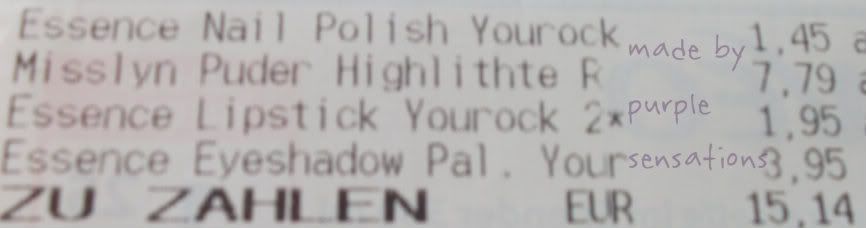 Essence Nail Polish Yourock 1,45 a
made by
Misslyn Puder Highlithte R 7,79 a
Essence Lipstick Yourock 2* 1,95
purple
Essence Eyeshadow Pal. Your 3,95
sensations
ZU ZAHLEN EUR 15,14